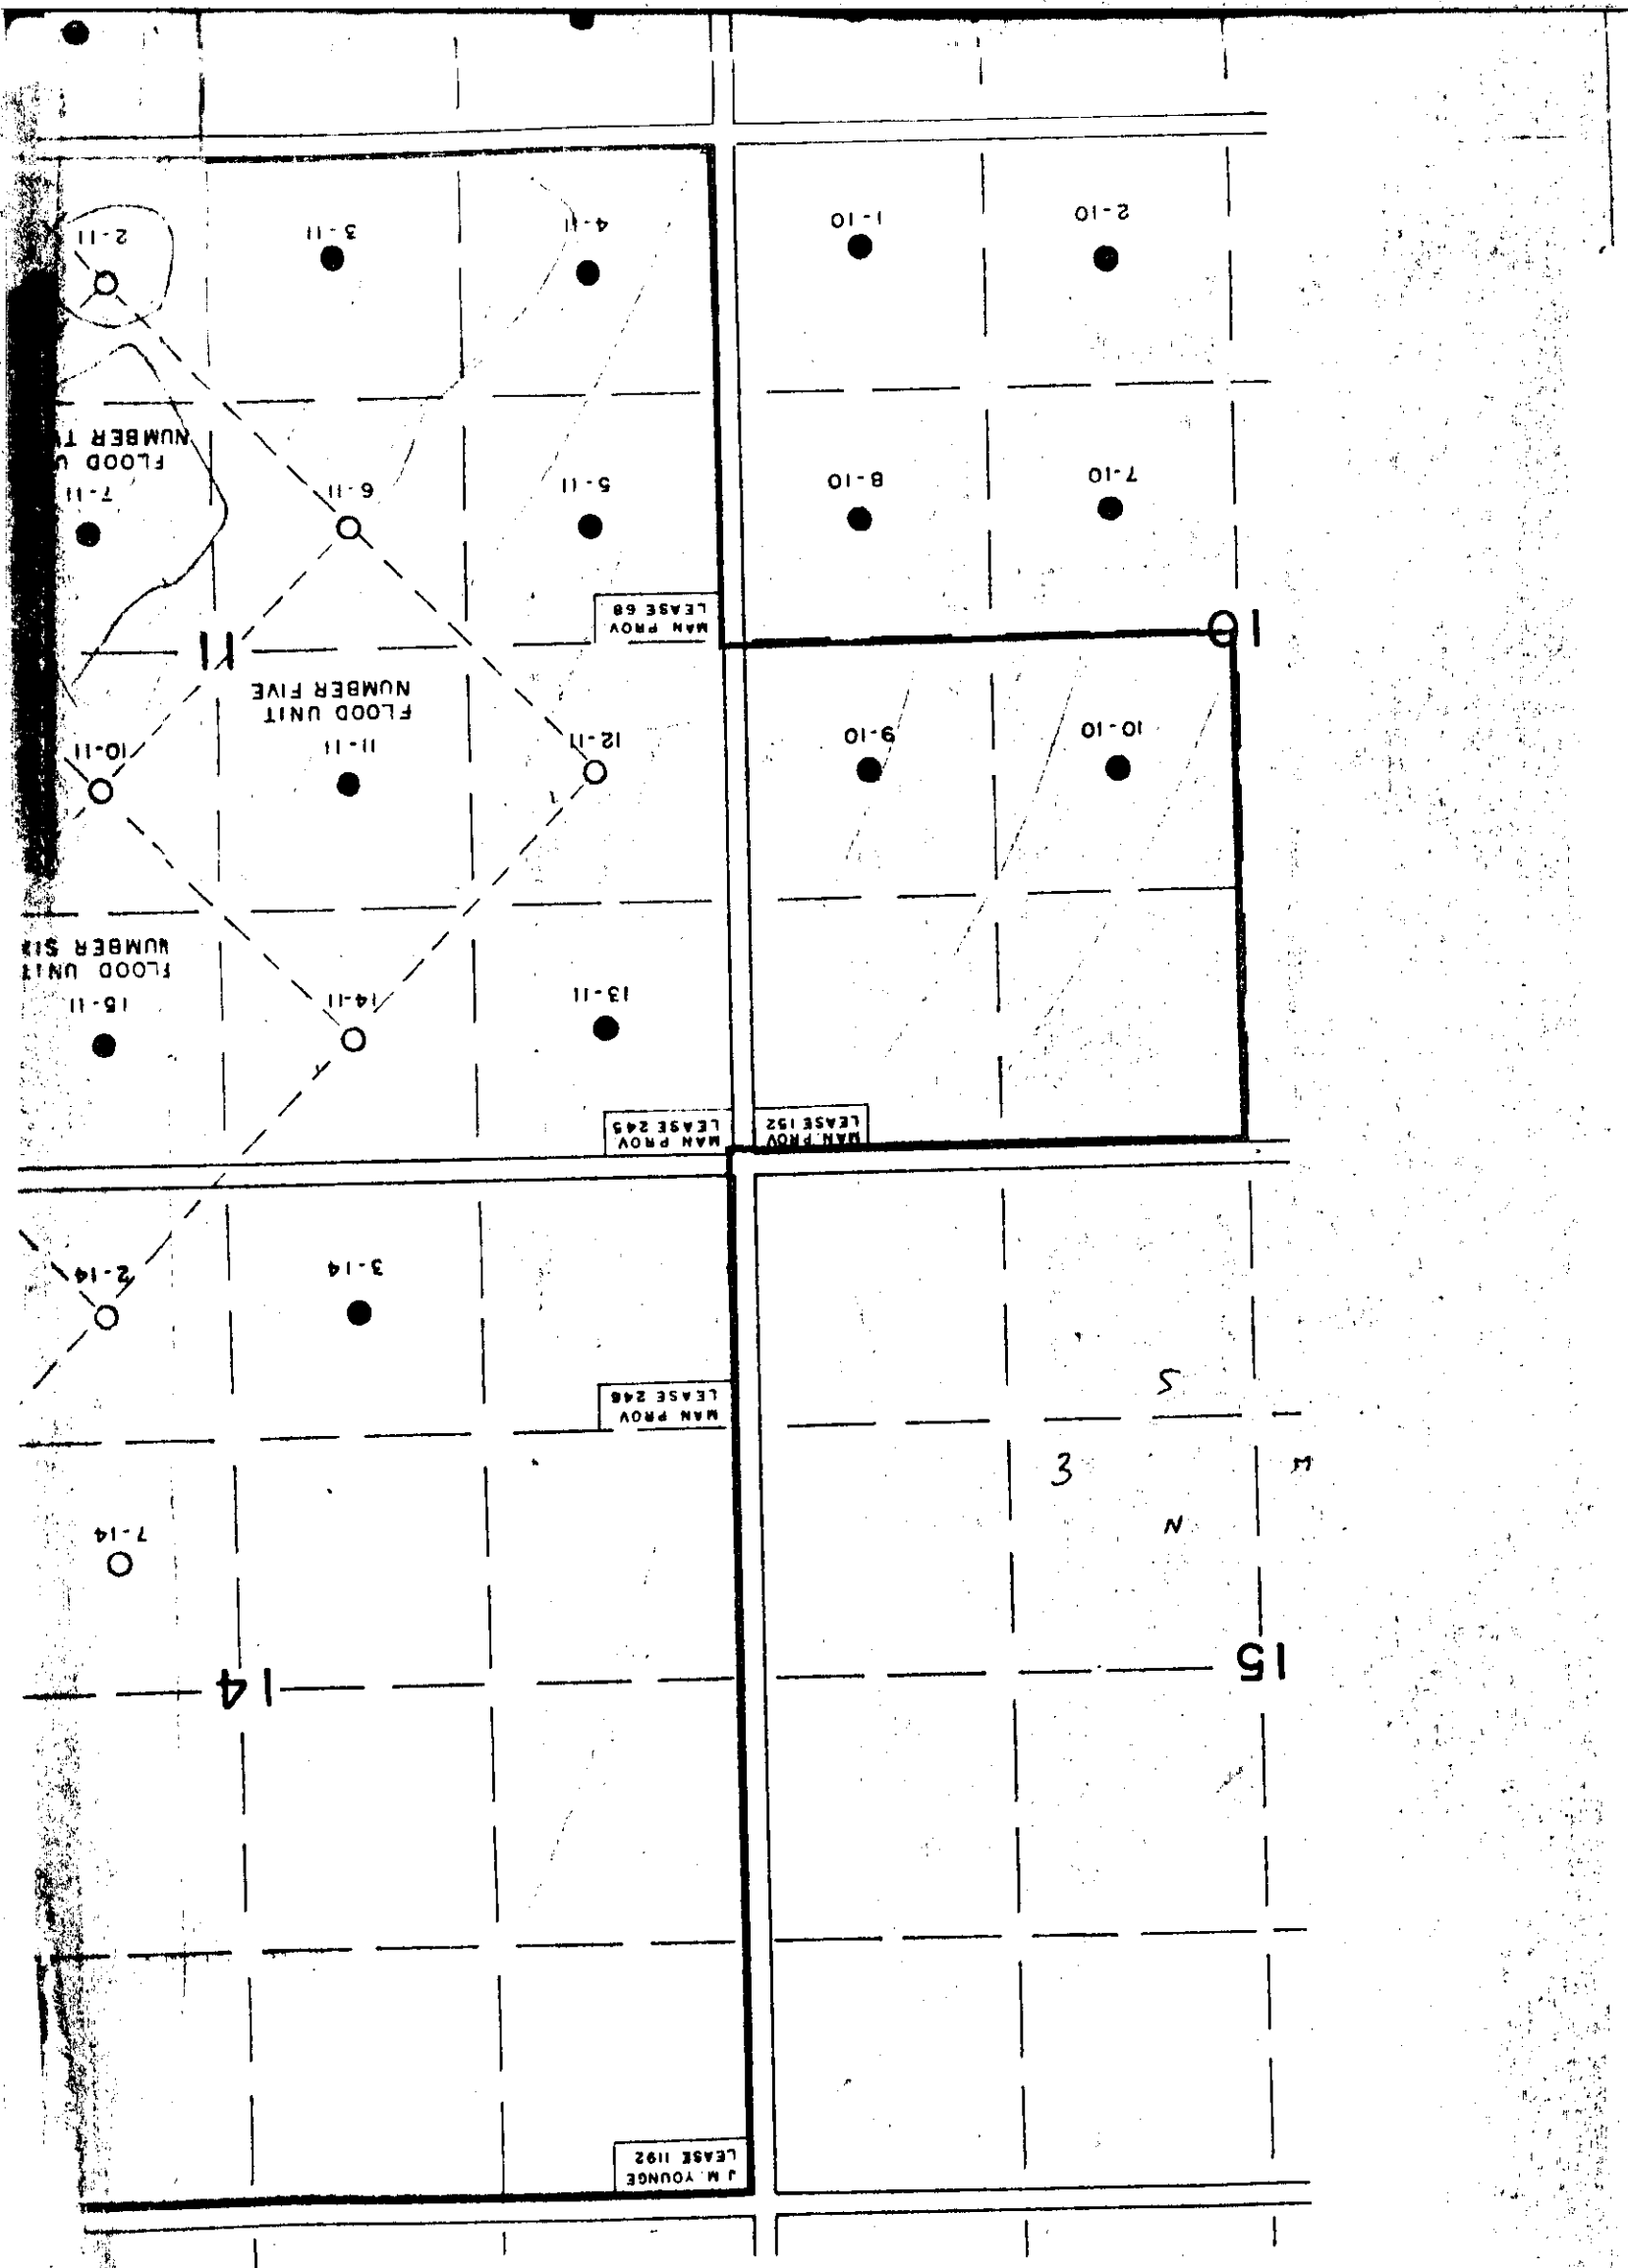 J.M. YOUNGE
LEASE 1192
15
14
7-14
N
3
S
MAN PROV
LEASE 246
3-14
2-14
MAN. PROV
LEASE 152
MAN PROV
LEASE 245
13-11
14-11
15-11
FLOOD UNIT
NUMBER SIX
10-10
9-10
12-11
11-11
10-11
FLOOD UNIT
NUMBER FIVE
10
11
MAN PROV
LEASE 68
7-10
8-10
5-11
6-11
7-11
FLOOD U
NUMBER TW
2-10
1-10
4-11
3-11
2-11